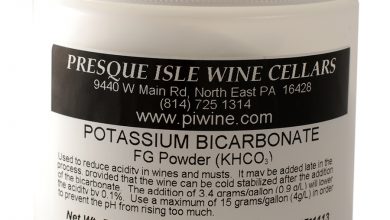 PRESQUE ISLE WINE CELLARS
9440 W Main Rd, North East PA 16428
(814) 725 1314
www.piwine.com
POTASSIUM BICARBONATE
FG Powder (KHCO₃)
Used to reduce acidity in wines and musts. It may be added late in the
process, provided that the wine can be cold stabilized after the addition
of the bicarbonate. The addition of 3.4 grams/gallon (0.9 g/L) will lower
the acidity by 0.1%. Use a maximum of 15 grams/gallon (4g/L) in order
to prevent the pH from rising too much.